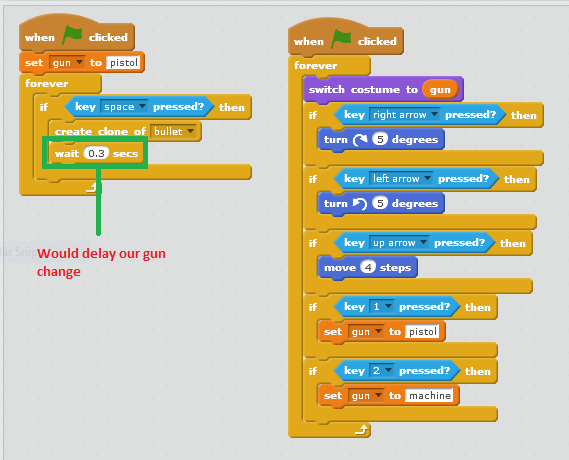 when clicked
set gun to pistol
forever
if key space pressed? then
create clone of bullet
wait 0.3 secs
Would delay our gun
change
when clicked
forever
switch costume to gun
if key right arrow pressed? then
turn 5 degrees
if key left arrow pressed? then
turn 5 degrees
if key up arrow pressed? then
move 4 steps
if key 1 pressed? then
set gun to pistol
if key 2 pressed? then
set gun to machine